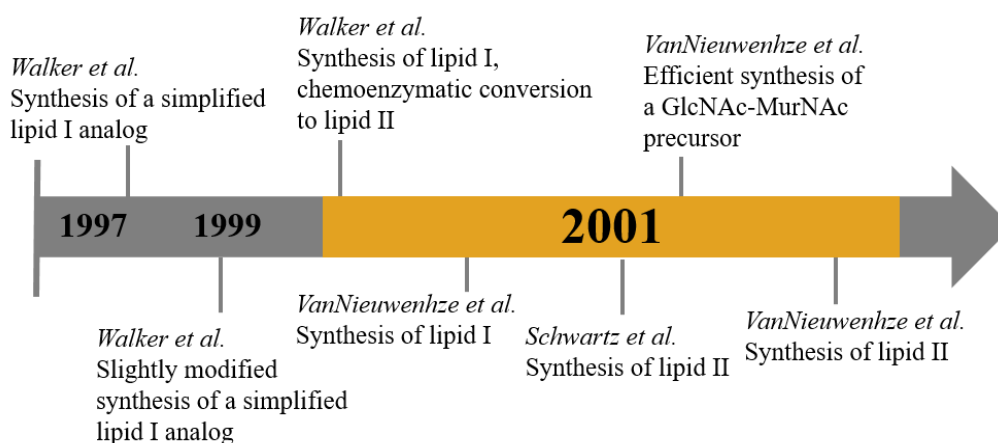 Walker et al.
Synthesis of a simplified
lipid I analog
Walker et al.
Synthesis of lipid I,
chemoenzymatic conversion
to lipid II
VanNieuwenhze et al.
Efficient synthesis of
a GlcNAc-MurNAc
precursor
1997
1999
2001
Walker et al.
Slightly modified
synthesis of a simplified
lipid I analog
VanNieuwenhze et al.
Synthesis of lipid I
Schwartz et al.
Synthesis of lipid II
VanNieuwenhze et al.
Synthesis of lipid II